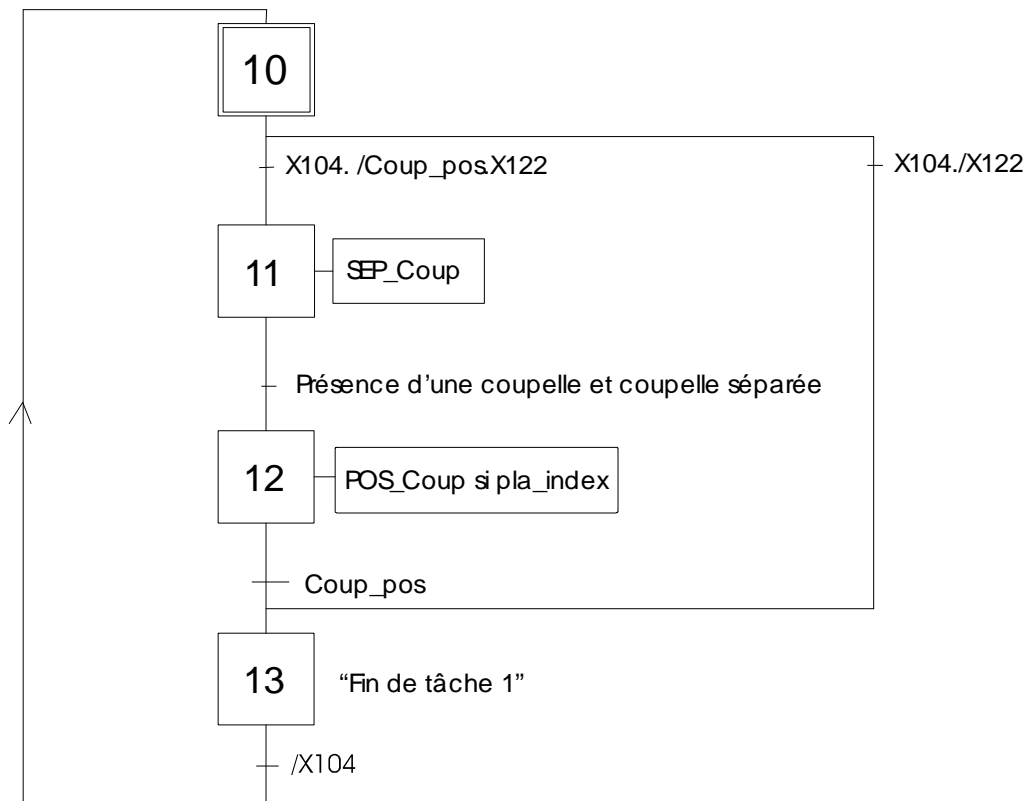 10
X104. /Coup_pos.X122
X104./X122
11
SEP_Coup
Présence d'une coupelle et coupelle séparée
12
POS_Coup si pla_index
Coup_pos
13
“Fin de tâche 1”
/X104